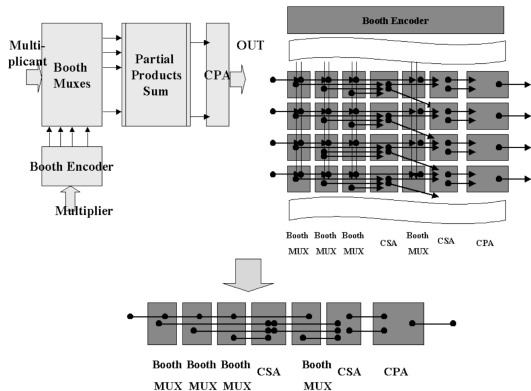 Multi-
plicant
Booth
Muxes
Partial
Products
Sum
CPA
OUT
Booth Encoder
Multiplier
Booth Encoder
Booth
MUX
Booth
MUX
Booth
MUX
CSA
Booth
MUX
CSA
CPA
Booth
MUX
Booth
MUX
Booth
MUX
CSA
Booth
MUX
CSA
CPA